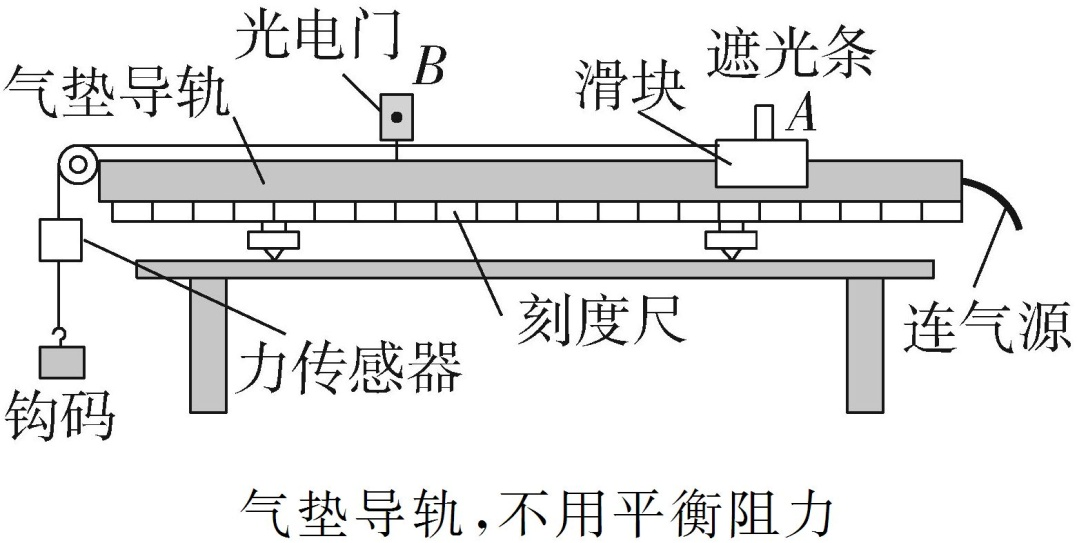 光电门
B
遮光条
气垫导轨
滑块
A
刻度尺
连气源
力传感器
钩码
气垫导轨,不用平衡阻力